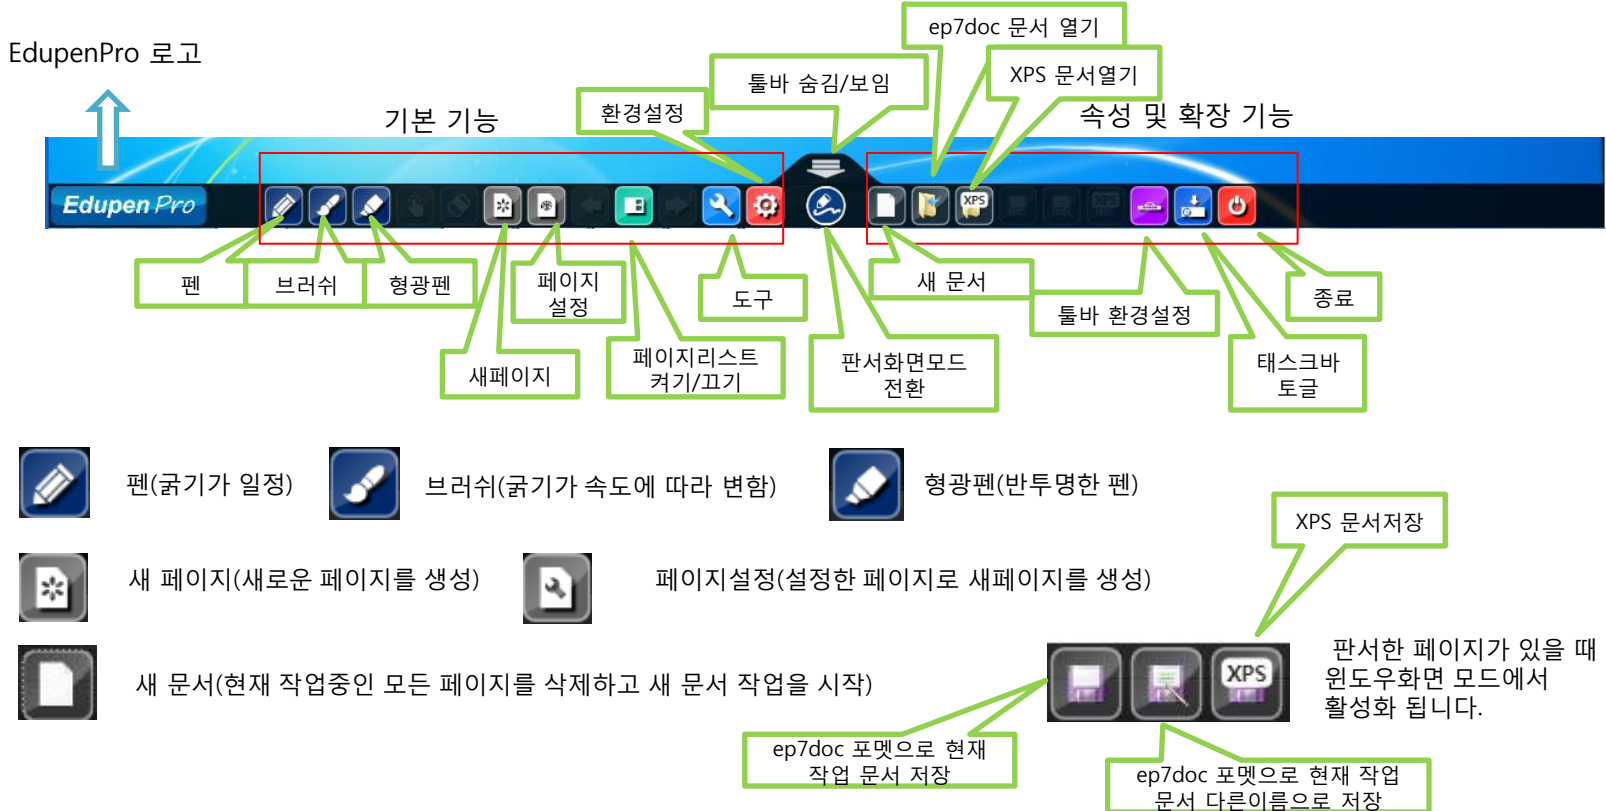 ep7doc 문서 열기
EdupenPro 로고
툴바 숨김/보임
XPS 문서열기
환경설정
기본 기능
속성 및 확장 기능
Edupen Pro
XPS
펜
브러쉬
형광펜
페이지
설정
도구
새 문서
툴바 환경설정
종료
새페이지
페이지리스트
켜기/끄기
판서화면모드
전환
태스크바
토글
펜(굵기가 일정)
브러쉬(굵기가 속도에 따라 변함)
형광펜(반투명한 펜)
XPS 문서저장
새 페이지(새로운 페이지를 생성)
페이지설정(설정한 페이지로 새페이지를 생성)
새 문서(현재 작업중인 모든 페이지를 삭제하고 새 문서 작업을 시작)
XPS
판서한 페이지가 있을 때
윈도우화면 모드에서
활성화 됩니다.
ep7doc 포멧으로 현재
작업 문서 저장
ep7doc 포멧으로 현재 작업
문서 다른이름으로 저장